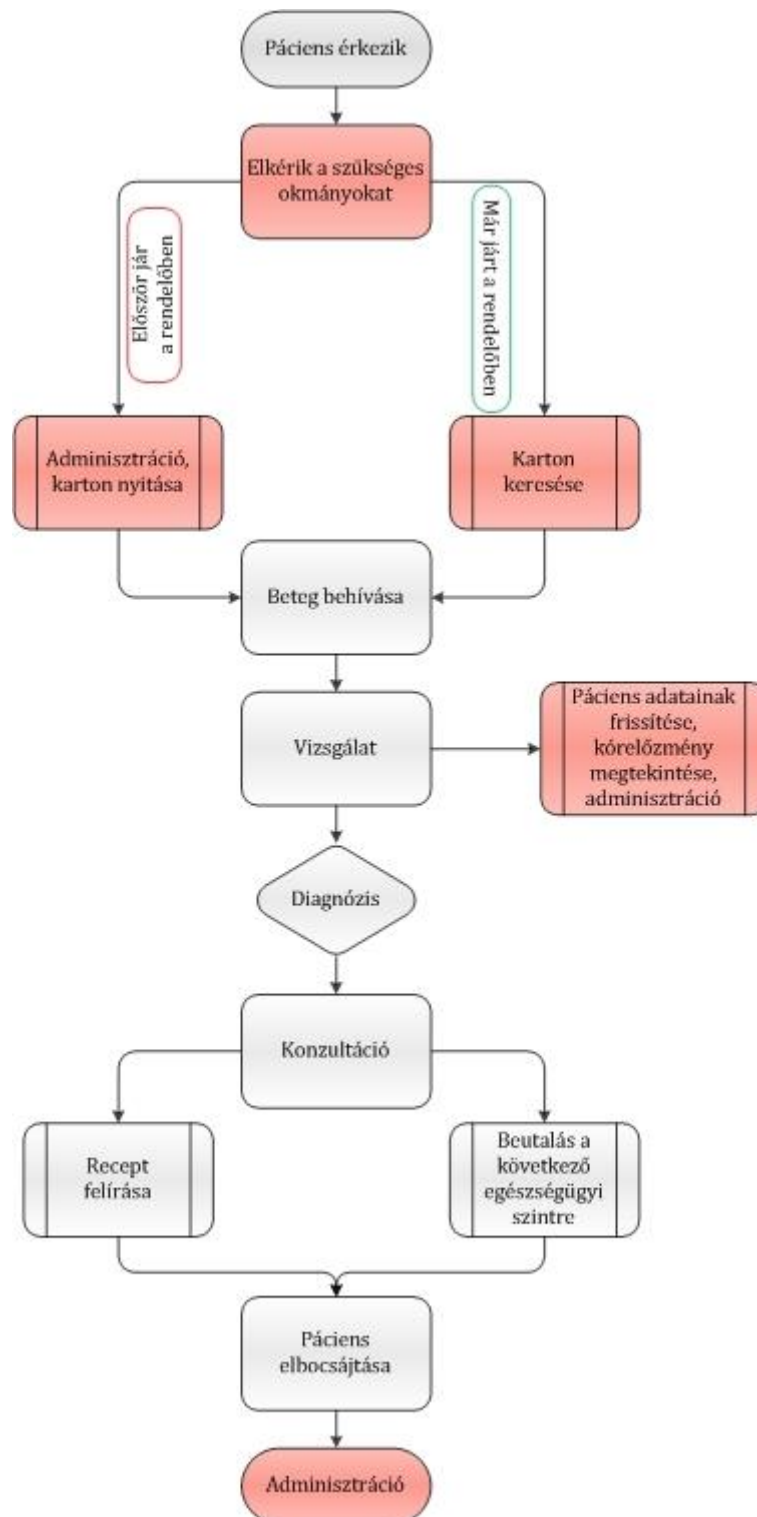 Páciens érkezik
Elkérik a szükséges
okmányokat
Először jár
a rendelőben
Már járt a rendelőben
Adminisztráció,
karton nyitása
Karton
keresése
Beteg behívása
Vizsgálat
Páciens adatainak
frissítése,
kórelőzmény
megtekintése,
adminisztráció
Diagnózis
Konzultáció
Recept
felírása
Beutalás a
következő
egészségügyi
szintre
Páciens
elbocsájtása
Adminisztráció